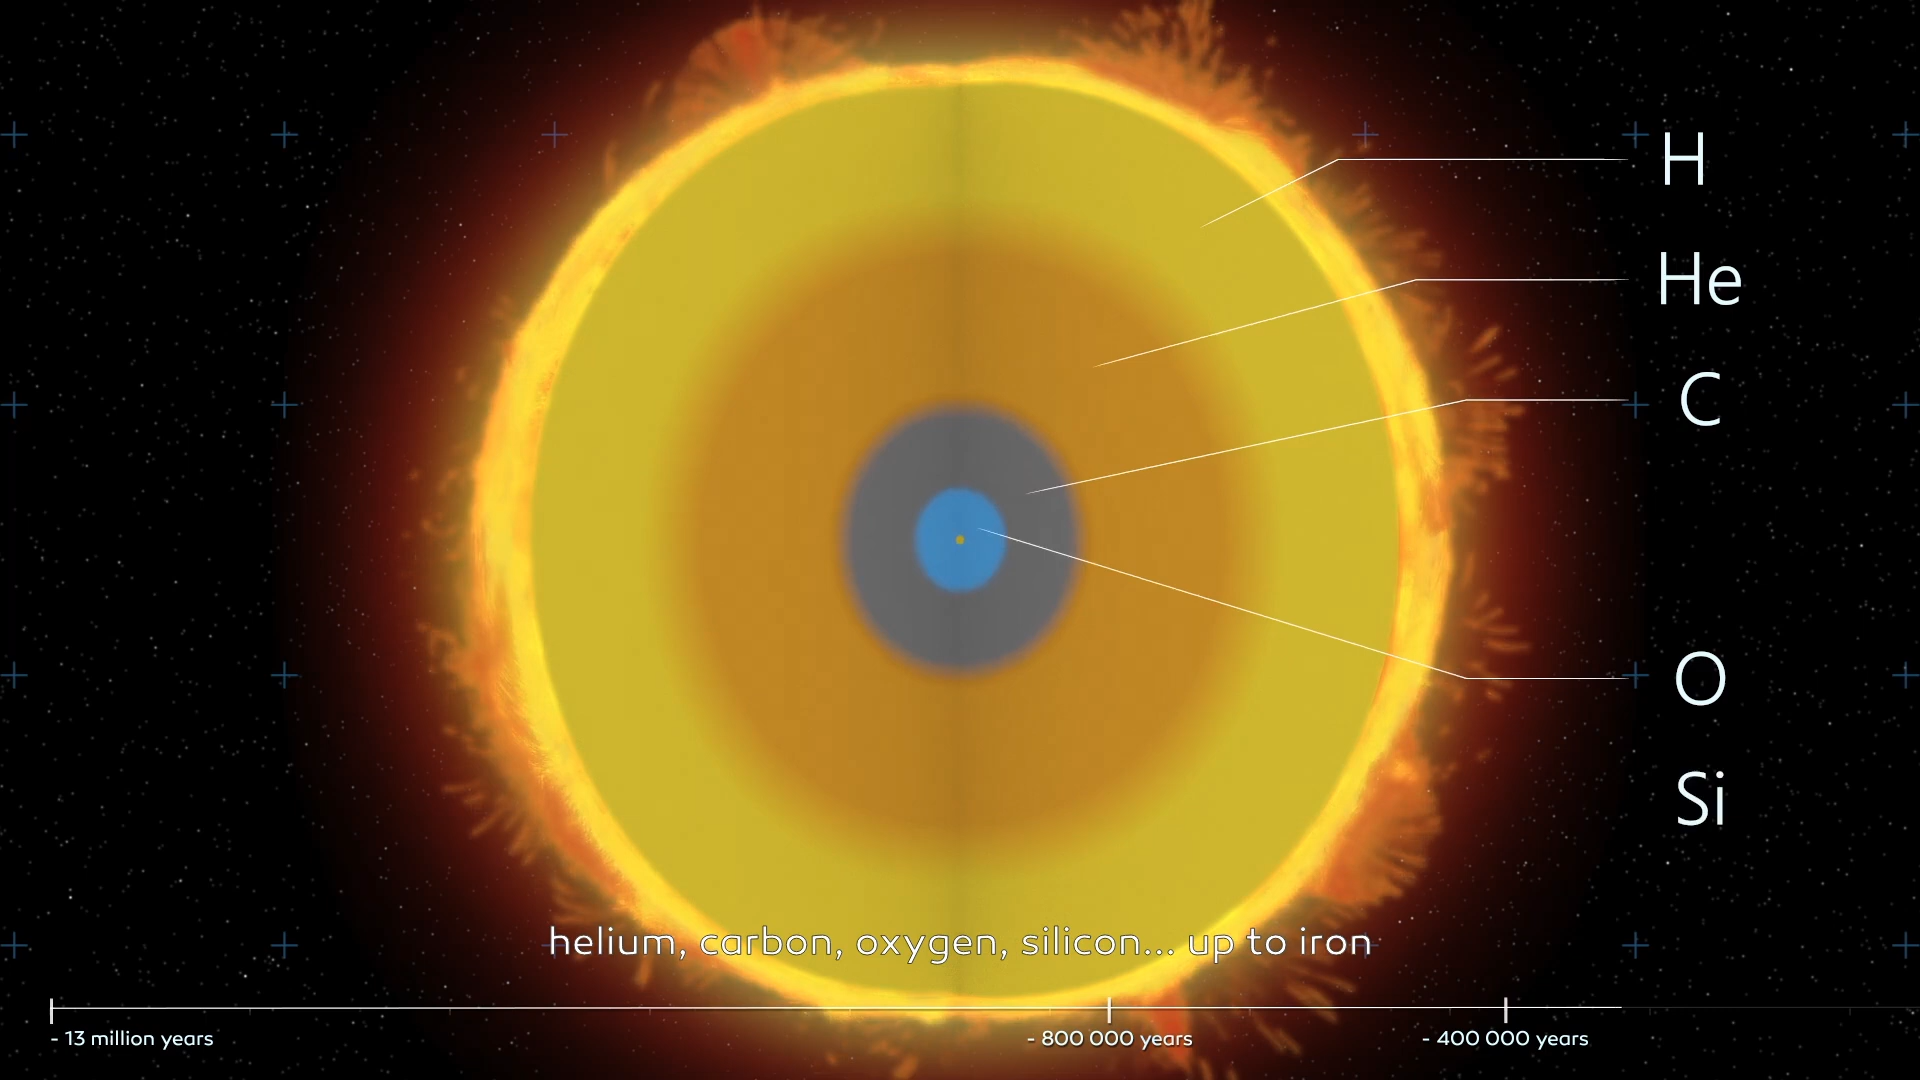 H
He
C
O
Si
helium, carbon, oxygen, silicon... up to iron
- 13 million years
- 800 000 years
- 400 000 years